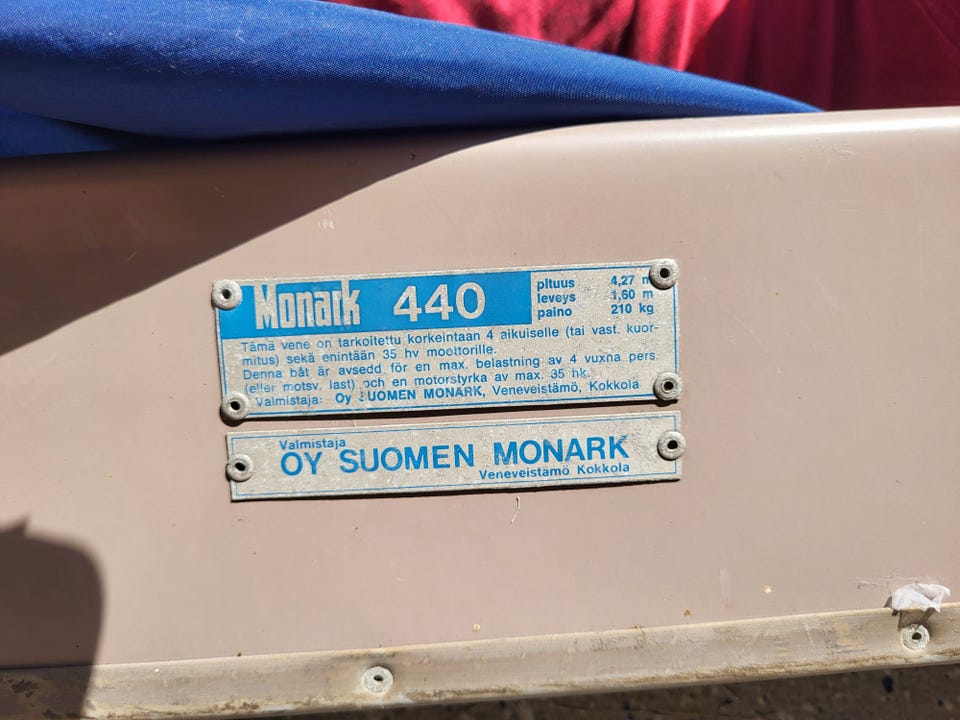 Monark 440
pituus 4,27 m
leveys 1,60 m
paino 210 kg
Tämä vene on tarkoitettu korkeintaan 4 aikuiselle (tai vast. kuor-
mitus) sekä enintään 35 hv moottorille.
Denna båt är avsedd för en max. belastning av 4 vuxna pers.
(eller motsv. last) och en motorstyrka av max. 35 hk.
Valmistaja: Oy SUOMEN MONARK, Veneveistämö, Kokkola
Valmistaja
OY SUOMEN MONARK
Veneveistämö Kokkola